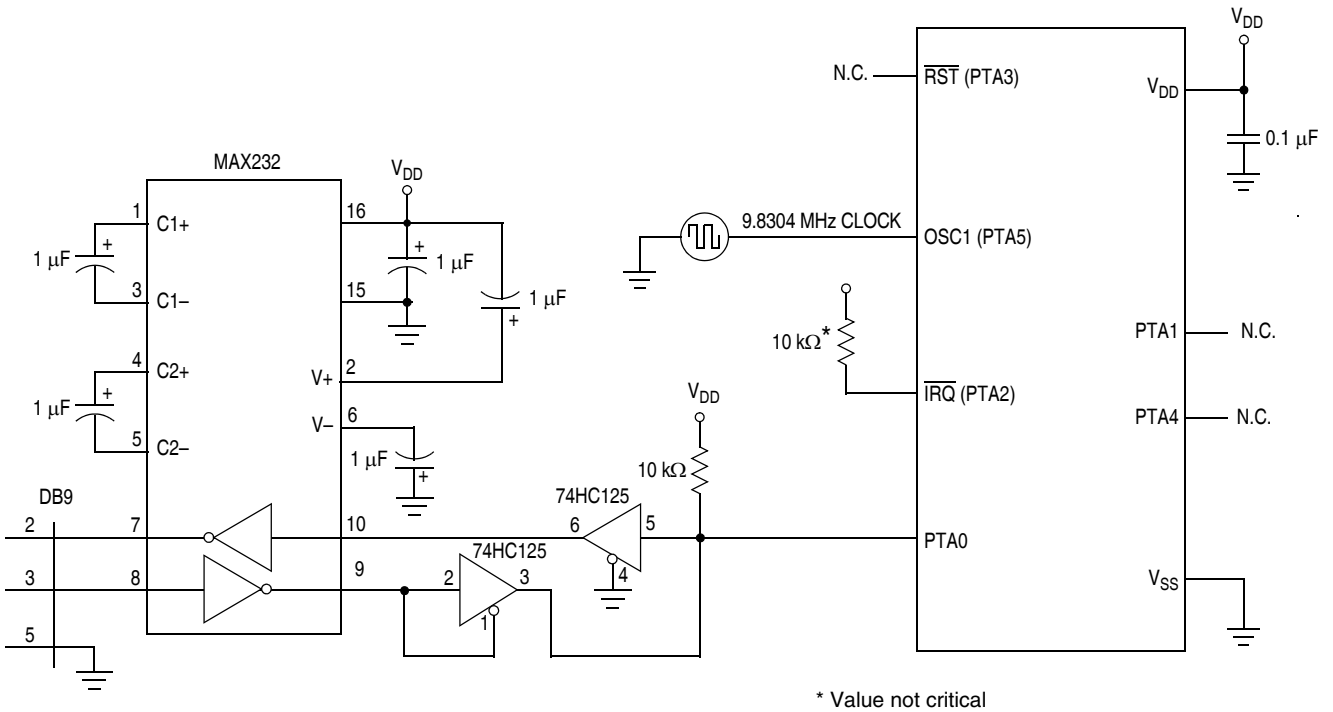 V_DD
N.C.
R̅S̅T̅ (PTA3)
V_DD
0.1 µF
MAX232
V_DD
1
C1+
16
+
1 µF
+
1 µF
9.8304 MHz CLOCK
OSC1 (PTA5)
3
C1–
15
1 µF
+
10 kΩ*
PTA1
N.C.
4
C2+
V+
2
+
1 µF
V_DD
I̅R̅Q̅ (PTA2)
PTA4
N.C.
V–
6
5
C2–
1 µF
+
10 kΩ
DB9
74HC125
2
7
10
6
5
PTA0
74HC125
4
3
8
9
2
3
V_SS
1
5
* Value not critical